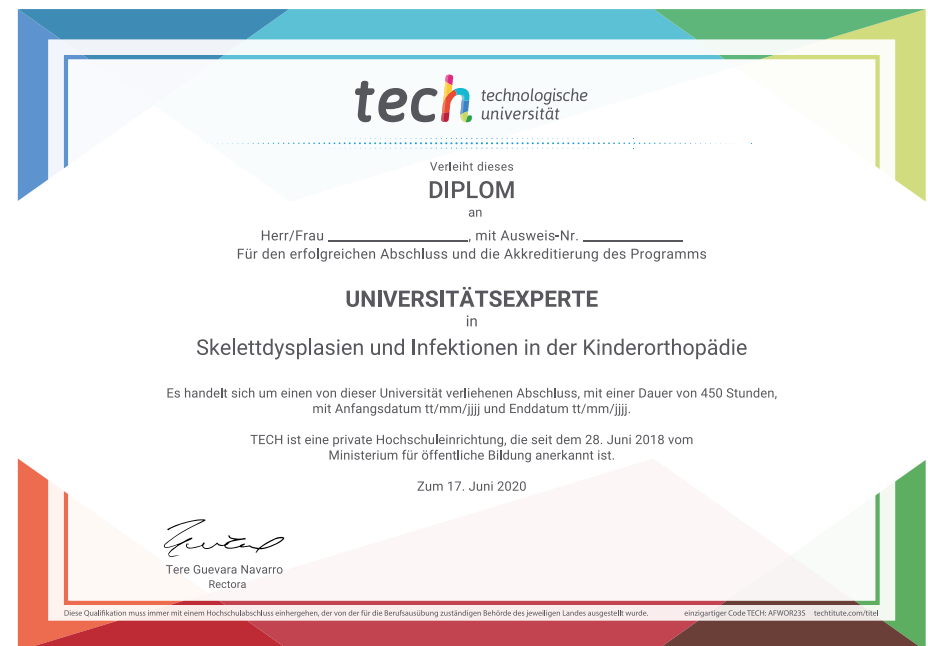 tech technologische
universität
Verleiht dieses
DIPLOM
an
Herr/Frau ____________________, mit Ausweis-Nr. ______________
Für den erfolgreichen Abschluss und die Akkreditierung des Programms
UNIVERSITÄTSEXPERTE
in
Skelettdysplasien und Infektionen in der Kinderorthopädie
Es handelt sich um einen von dieser Universität verliehenen Abschluss, mit einer Dauer von 450 Stunden,
mit Anfangsdatum tt/mm/jjjj und Enddatum tt/mm/jjjj.
TECH ist eine private Hochschuleinrichtung, die seit dem 28. Juni 2018 vom
Ministerium für öffentliche Bildung anerkannt ist.
Zum 17. Juni 2020
Tere Guevara Navarro
Rectora
Diese Qualifikation muss immer mit einem Hochschulabschluss einhergehen, der von der für die Berufsausübung zuständigen Behörde des jeweiligen Landes ausgestellt wurde. einzigartiger Code TECH: AFWOR23S techtitute.com/titel